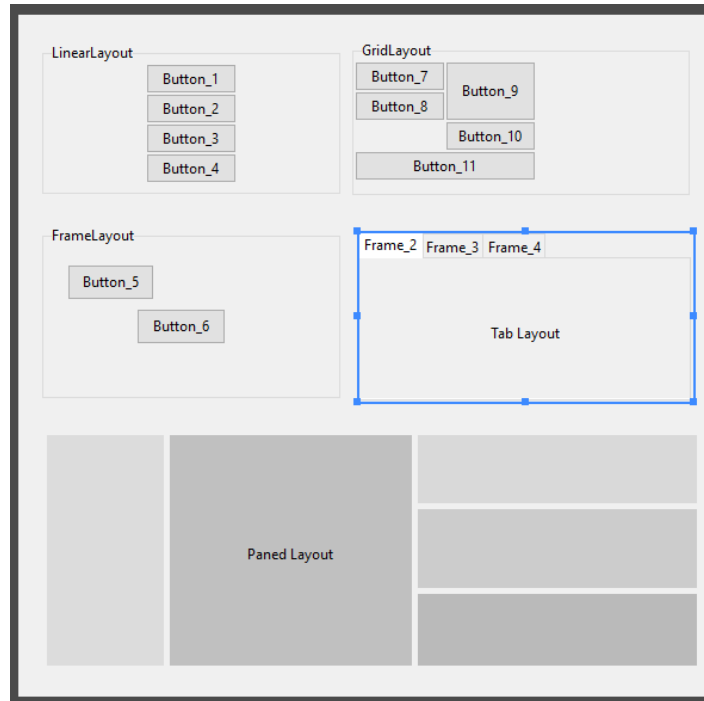 LinearLayout
Button_1
Button_2
Button_3
Button_4
GridLayout
Button_7
Button_9
Button_8
Button_10
Button_11
FrameLayout
Button_5
Button_6
Frame_2 Frame_3 Frame_4
Tab Layout
Paned Layout